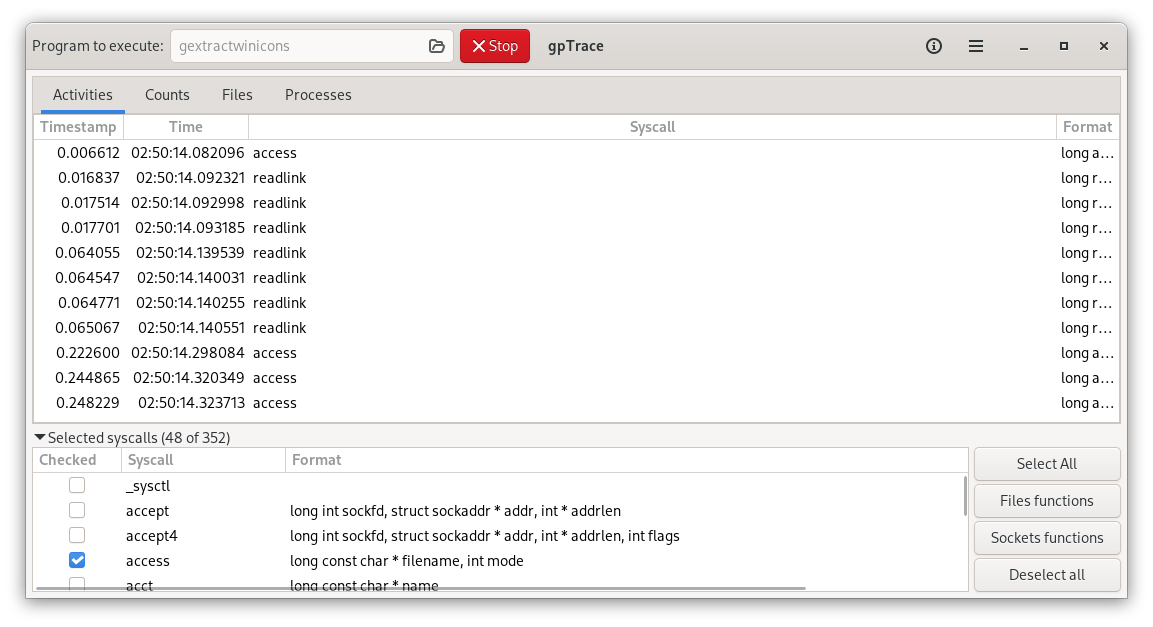 Program to execute: gextractwinicons Stop gpTrace
Activities Counts Files Processes
Timestamp Time Syscall Format
0.006612 02:50:14.082096 access long a...
0.016837 02:50:14.092321 readlink long r...
0.017514 02:50:14.092998 readlink long r...
0.017701 02:50:14.093185 readlink long r...
0.064055 02:50:14.139539 readlink long r...
0.064547 02:50:14.140031 readlink long r...
0.064771 02:50:14.140255 readlink long r...
0.065067 02:50:14.140551 readlink long r...
0.222600 02:50:14.298084 access long a...
0.244865 02:50:14.320349 access long a...
0.248229 02:50:14.323713 access long a...
Selected syscalls (48 of 352)
Checked Syscall Format
_sysctl
accept long int sockfd, struct sockaddr * addr, int * addrlen
accept4 long int sockfd, struct sockaddr * addr, int * addrlen, int flags
access long const char * filename, int mode
acct long const char * name
Select All
Files functions
Sockets functions
Deselect all